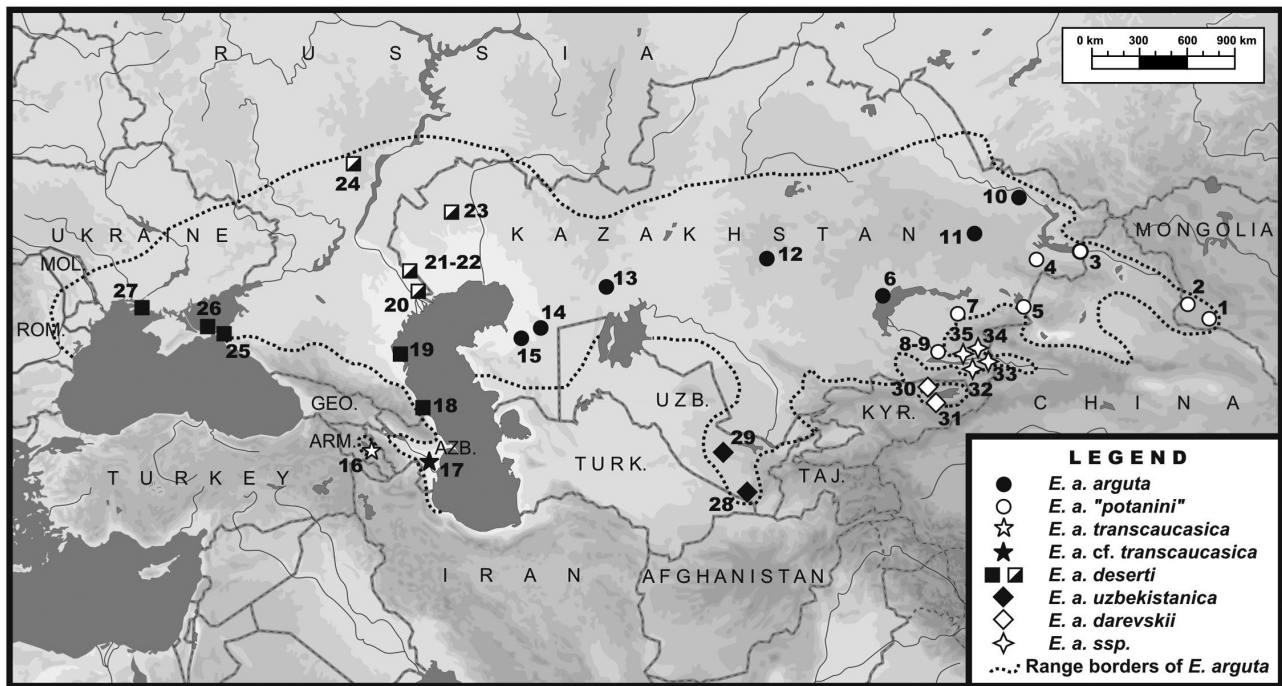 R U S S I A
0 km 300 600 900 km
24
23
10
U K R A I N E
K A Z A K H S T A N
11
MONGOLIA
MOL.
21-22
12
4
3
27
26
20
13
6
2
ROM.
25
14
7
5
1
15
34
19
8-9
35
33
GEO.
18
UZB.
30
32
KYR.
C H I N A
31
ARM.
AZB.
29
16
17
T U R K E Y
TURK.
TAJ.
28
I R A N
AFGHANISTAN
LEGEND
E. a. arguta
E. a. "potanini"
E. a. transcaucasica
E. a. cf. transcaucasica
E. a. deserti
E. a. uzbekistanica
E. a. darevskii
E. a. ssp.
Range borders of E. arguta